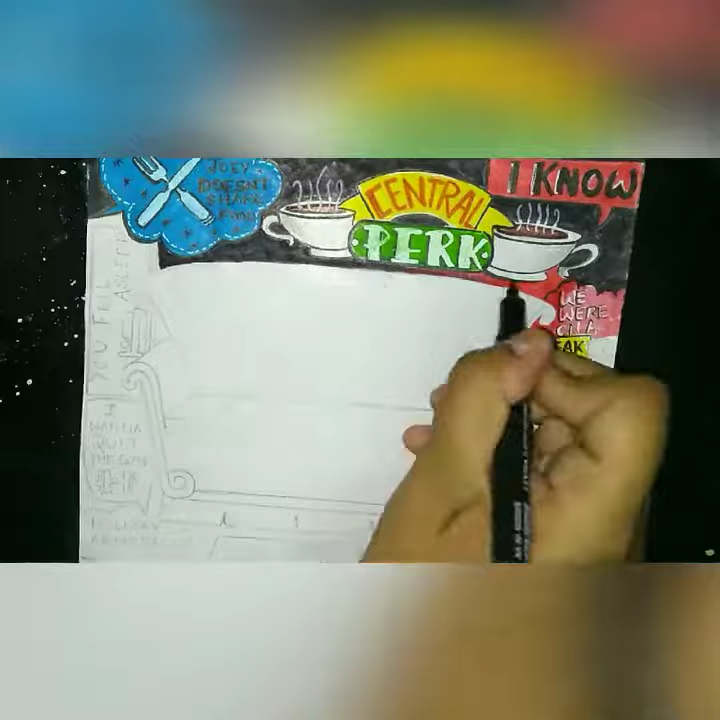 JOEY
DOESN'T
SHARE
FOOD
CENTRAL
PERK
I KNOW
WE
WERE
ON A
EAK
YOU FELL
ASLEEP
I
WANNA
QUIT
THE GYM